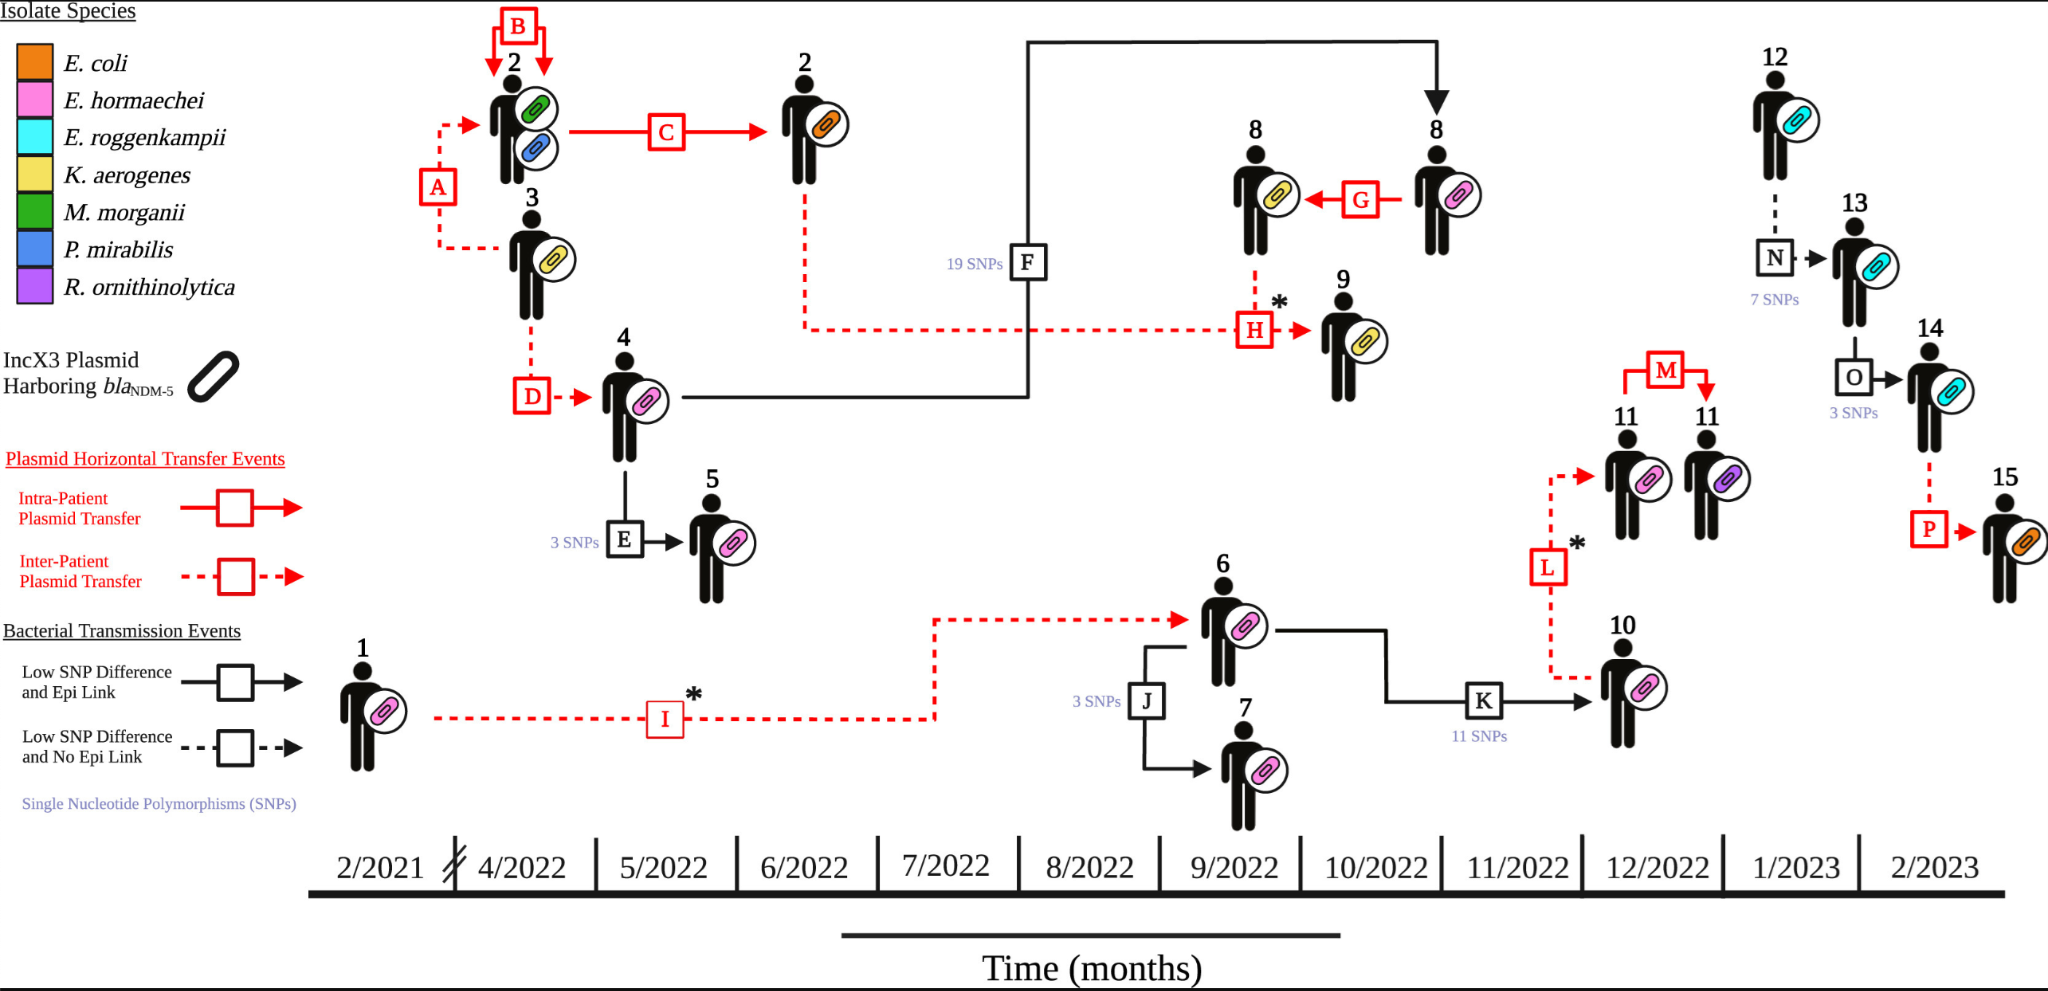 Isolate Species
E. coli
E. hormaechei
E. roggenkampii
K. aerogenes
M. morganii
P. mirabilis
R. ornithinolytica
IncX3 Plasmid
Harboring blaNDM-5
Plasmid Horizontal Transfer Events
Intra-Patient
Plasmid Transfer
Inter-Patient
Plasmid Transfer
Bacterial Transmission Events
Low SNP Difference
and Epi Link
Low SNP Difference
and No Epi Link
Single Nucleotide Polymorphisms (SNPs)
B
2
A
C
2
3
D
4
E
3 SNPs
5
1
I
*
F
19 SNPs
8
G
8
H
*
9
6
J
3 SNPs
7
K
11 SNPs
10
L
*
11
M
11
12
N
7 SNPs
13
O
3 SNPs
14
P
15
2/2021
4/2022
5/2022
6/2022
7/2022
8/2022
9/2022
10/2022
11/2022
12/2022
1/2023
2/2023
Time (months)